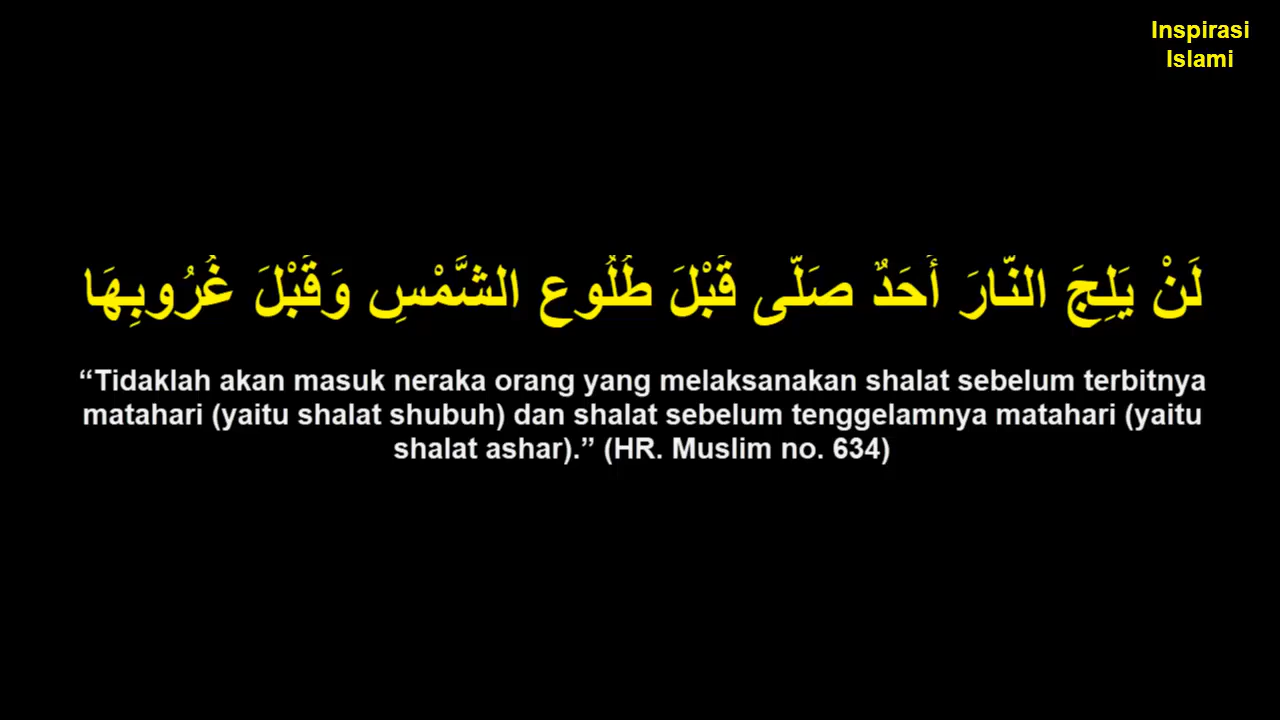 Inspirasi
Islami
لَنْ يَلِجَ النَّارَ أَحَدٌ صَلَّى قَبْلَ طُلُوعِ الشَّمْسِ وَقَبْلَ غُرُوبِهَا
“Tidaklah akan masuk neraka orang yang melaksanakan shalat sebelum terbitnya
matahari (yaitu shalat shubuh) dan shalat sebelum tenggelamnya matahari (yaitu
shalat ashar).” (HR. Muslim no. 634)